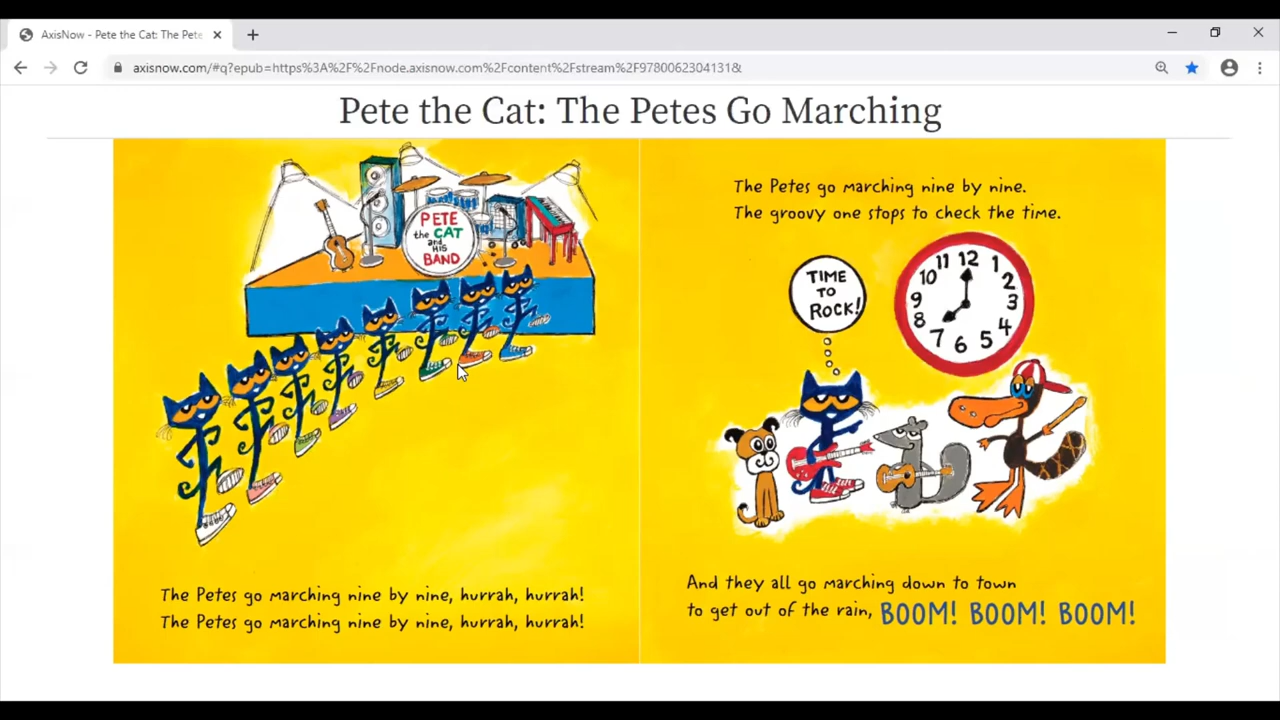 AxisNow - Pete the Cat: The Pete
axisnow.com/#q?epub=https%3A%2F%2Fnode.axisnow.com%2Fcontent%2Fstream%2F9780062304131&
Pete the Cat: The Petes Go Marching
PETE
the CAT
and
HIS
BAND
The Petes go marching nine by nine, hurrah, hurrah!
The Petes go marching nine by nine, hurrah, hurrah!
The Petes go marching nine by nine.
The groovy one stops to check the time.
TIME
TO
ROCK!
12
1
2
3
4
5
6
7
8
9
10
11
And they all go marching down to town
to get out of the rain, BOOM! BOOM! BOOM!